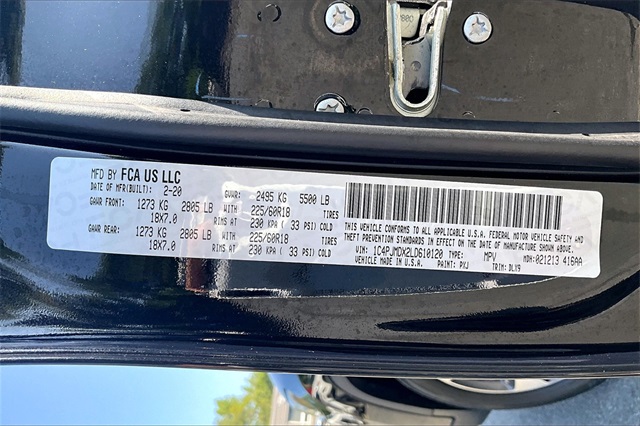 MFD BY FCA US LLC
DATE OF MFR(BUILT): 2-20 GVWR: 2495 KG 5500 LB
GAWR FRONT: 1273 KG 2805 LB WITH 225/60R18 TIRES
18X7.0 RIMS AT 230 KPA ( 33 PSI) COLD
GAWR REAR: 1273 KG 2805 LB WITH 225/60R18 TIRES
18X7.0 RIMS AT 230 KPA ( 33 PSI) COLD
THIS VEHICLE CONFORMS TO ALL APPLICABLE U.S.A. FEDERAL MOTOR VEHICLE SAFETY
THEFT PREVENTION STANDARDS IN EFFECT ON THE DATE OF MANUFACTURE SHOWN ABOVE.
VIN: 1C4PJMDX2LD610120 TYPE: MPV MDH:021213 416AA
MADE IN U.S.A. PAINT: PXJ TRIM: DLX9